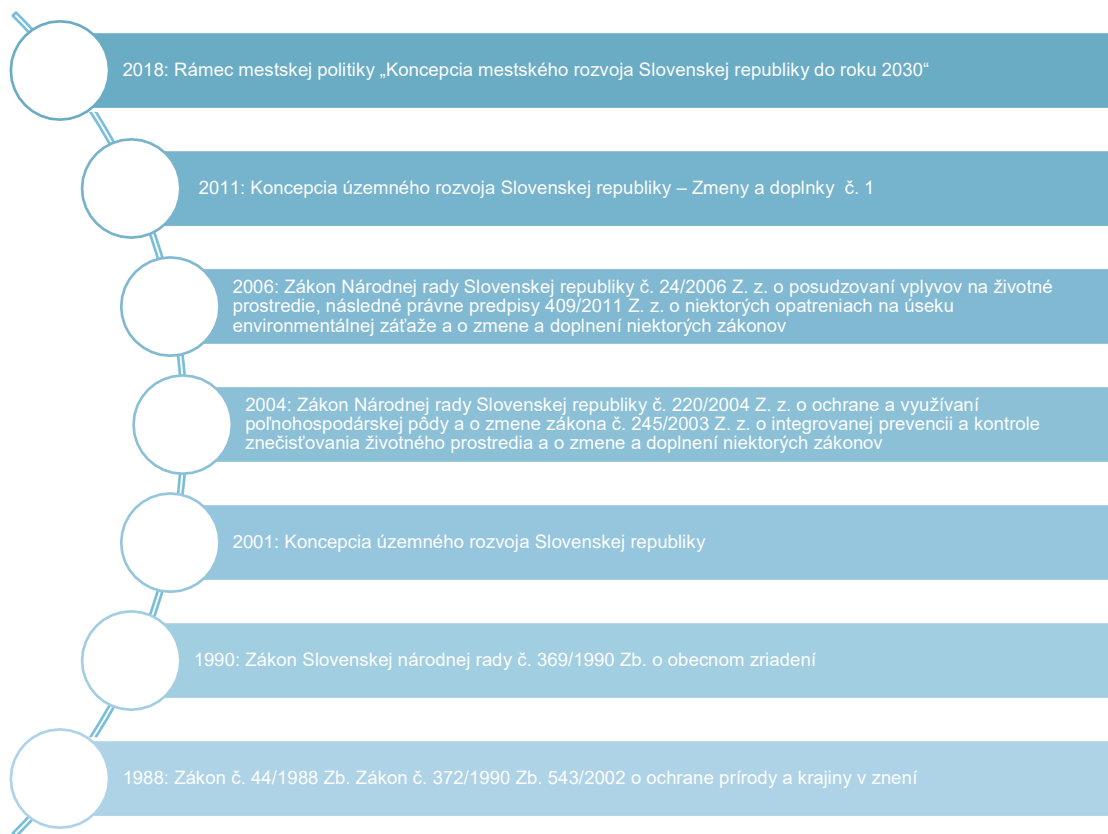 2018: Rámec mestskej politiky „Koncepcia mestského rozvoja Slovenskej republiky do roku 2030“
2011: Koncepcia územného rozvoja Slovenskej republiky – Zmeny a doplnky  č. 1
2006: Zákon Národnej rady Slovenskej republiky č. 24/2006 Z. z. o posudzovaní vplyvov na životné
prostredie, následné právne predpisy 409/2011 Z. z. o niektorých opatreniach na úseku
environmentálnej záťaže a o zmene a doplnení niektorých zákonov
2004: Zákon Národnej rady Slovenskej republiky č. 220/2004 Z. z. o ochrane a využívaní
poľnohospodárskej pôdy a o zmene zákona č. 245/2003 Z. z. o integrovanej prevencii a kontrole
znečisťovania životného prostredia a o zmene a doplnení niektorých zákonov
2001: Koncepcia územného rozvoja Slovenskej republiky
1990: Zákon Slovenskej národnej rady č. 369/1990 Zb. o obecnom zriadení
1988: Zákon č. 44/1988 Zb. Zákon č. 372/1990 Zb. 543/2002 o ochrane prírody a krajiny v znení